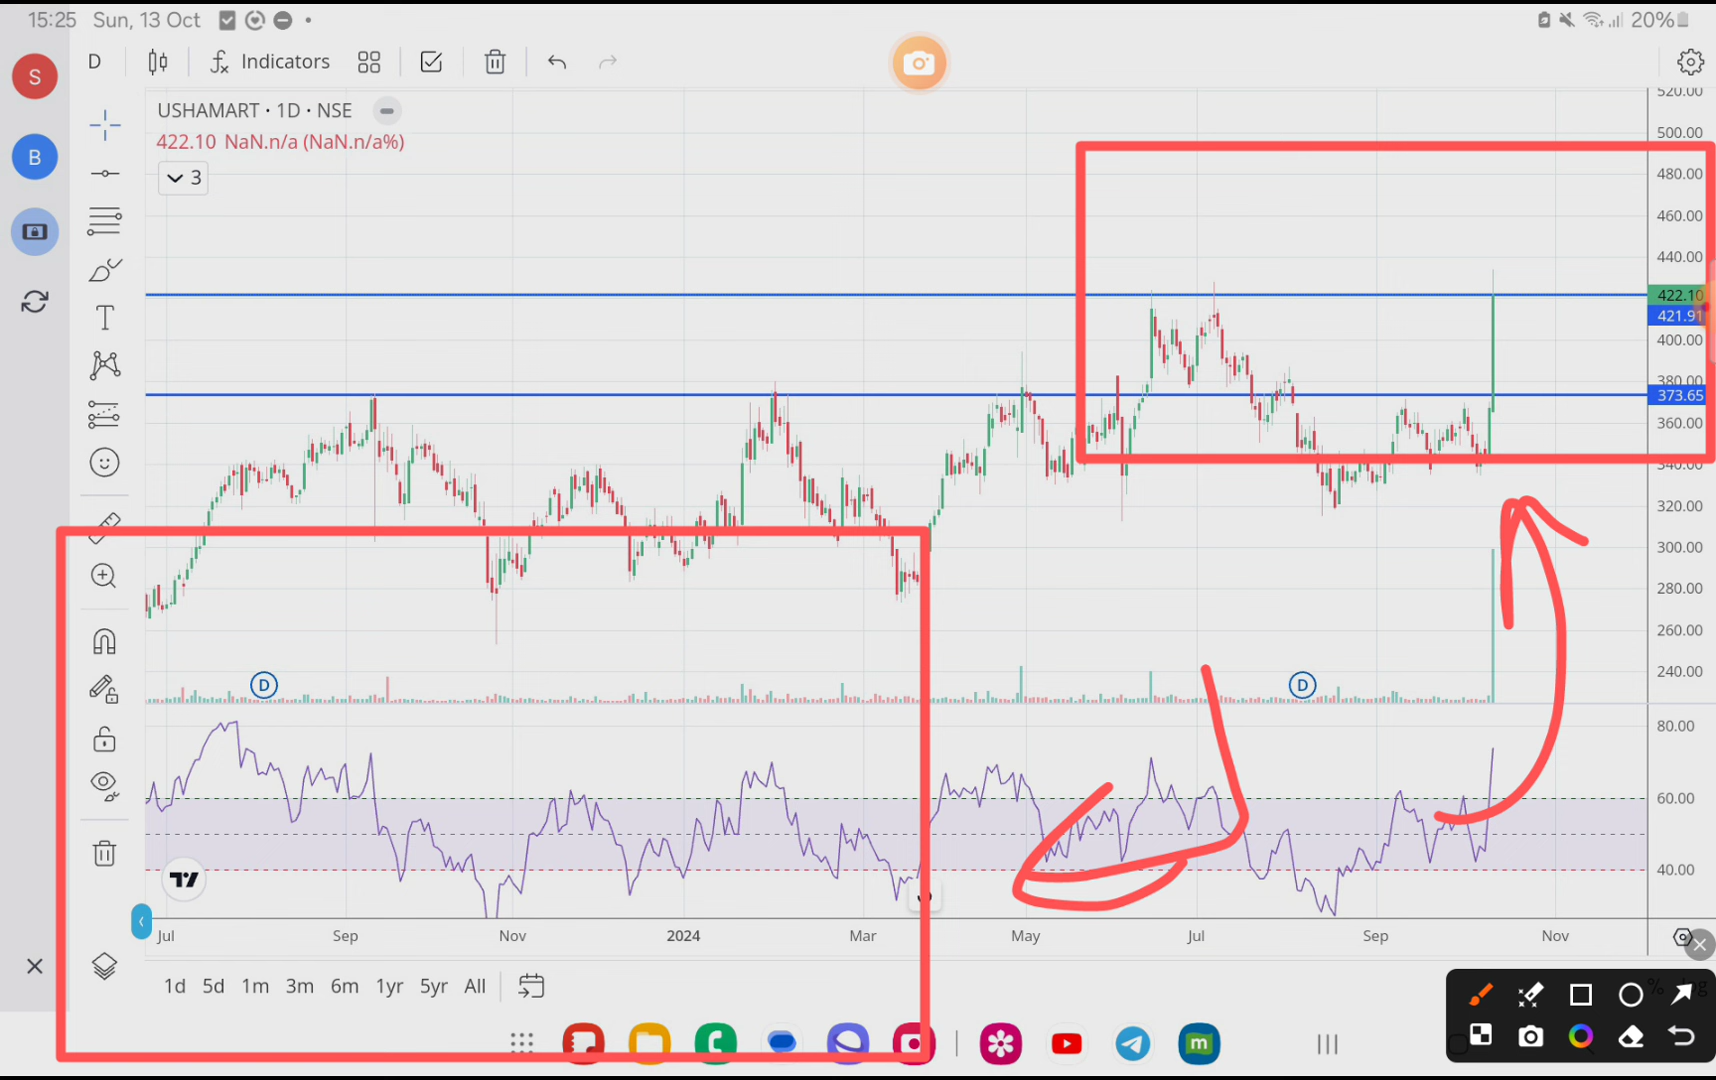 15:25 Sun, 13 Oct
20%
S
D
Indicators
520.00
USHAMART · 1D · NSE
500.00
422.10 NaN.n/a (NaN.n/a%)
B
3
480.00
460.00
440.00
422.10
421.91
400.00
380.00
373.65
360.00
340.00
320.00
300.00
280.00
260.00
240.00
D
D
80.00
60.00
40.00
Jul Sep Nov 2024 Mar May Jul Sep Nov
1d 5d 1m 3m 6m 1yr 5yr All
%
m